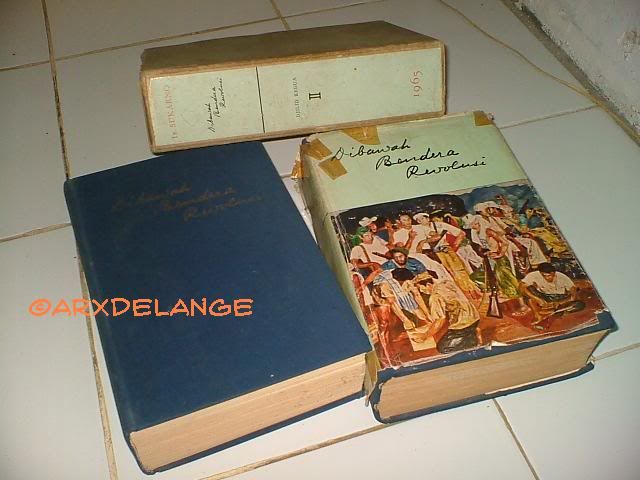 Ir. SUKARNO
Dibawah
Bendera
Revolusi
DJILID KEDUA
II
1965
Dibawah
Bendera
Revolusi
Dibawah
Bendera
Revolusi
©ARXDELANGE